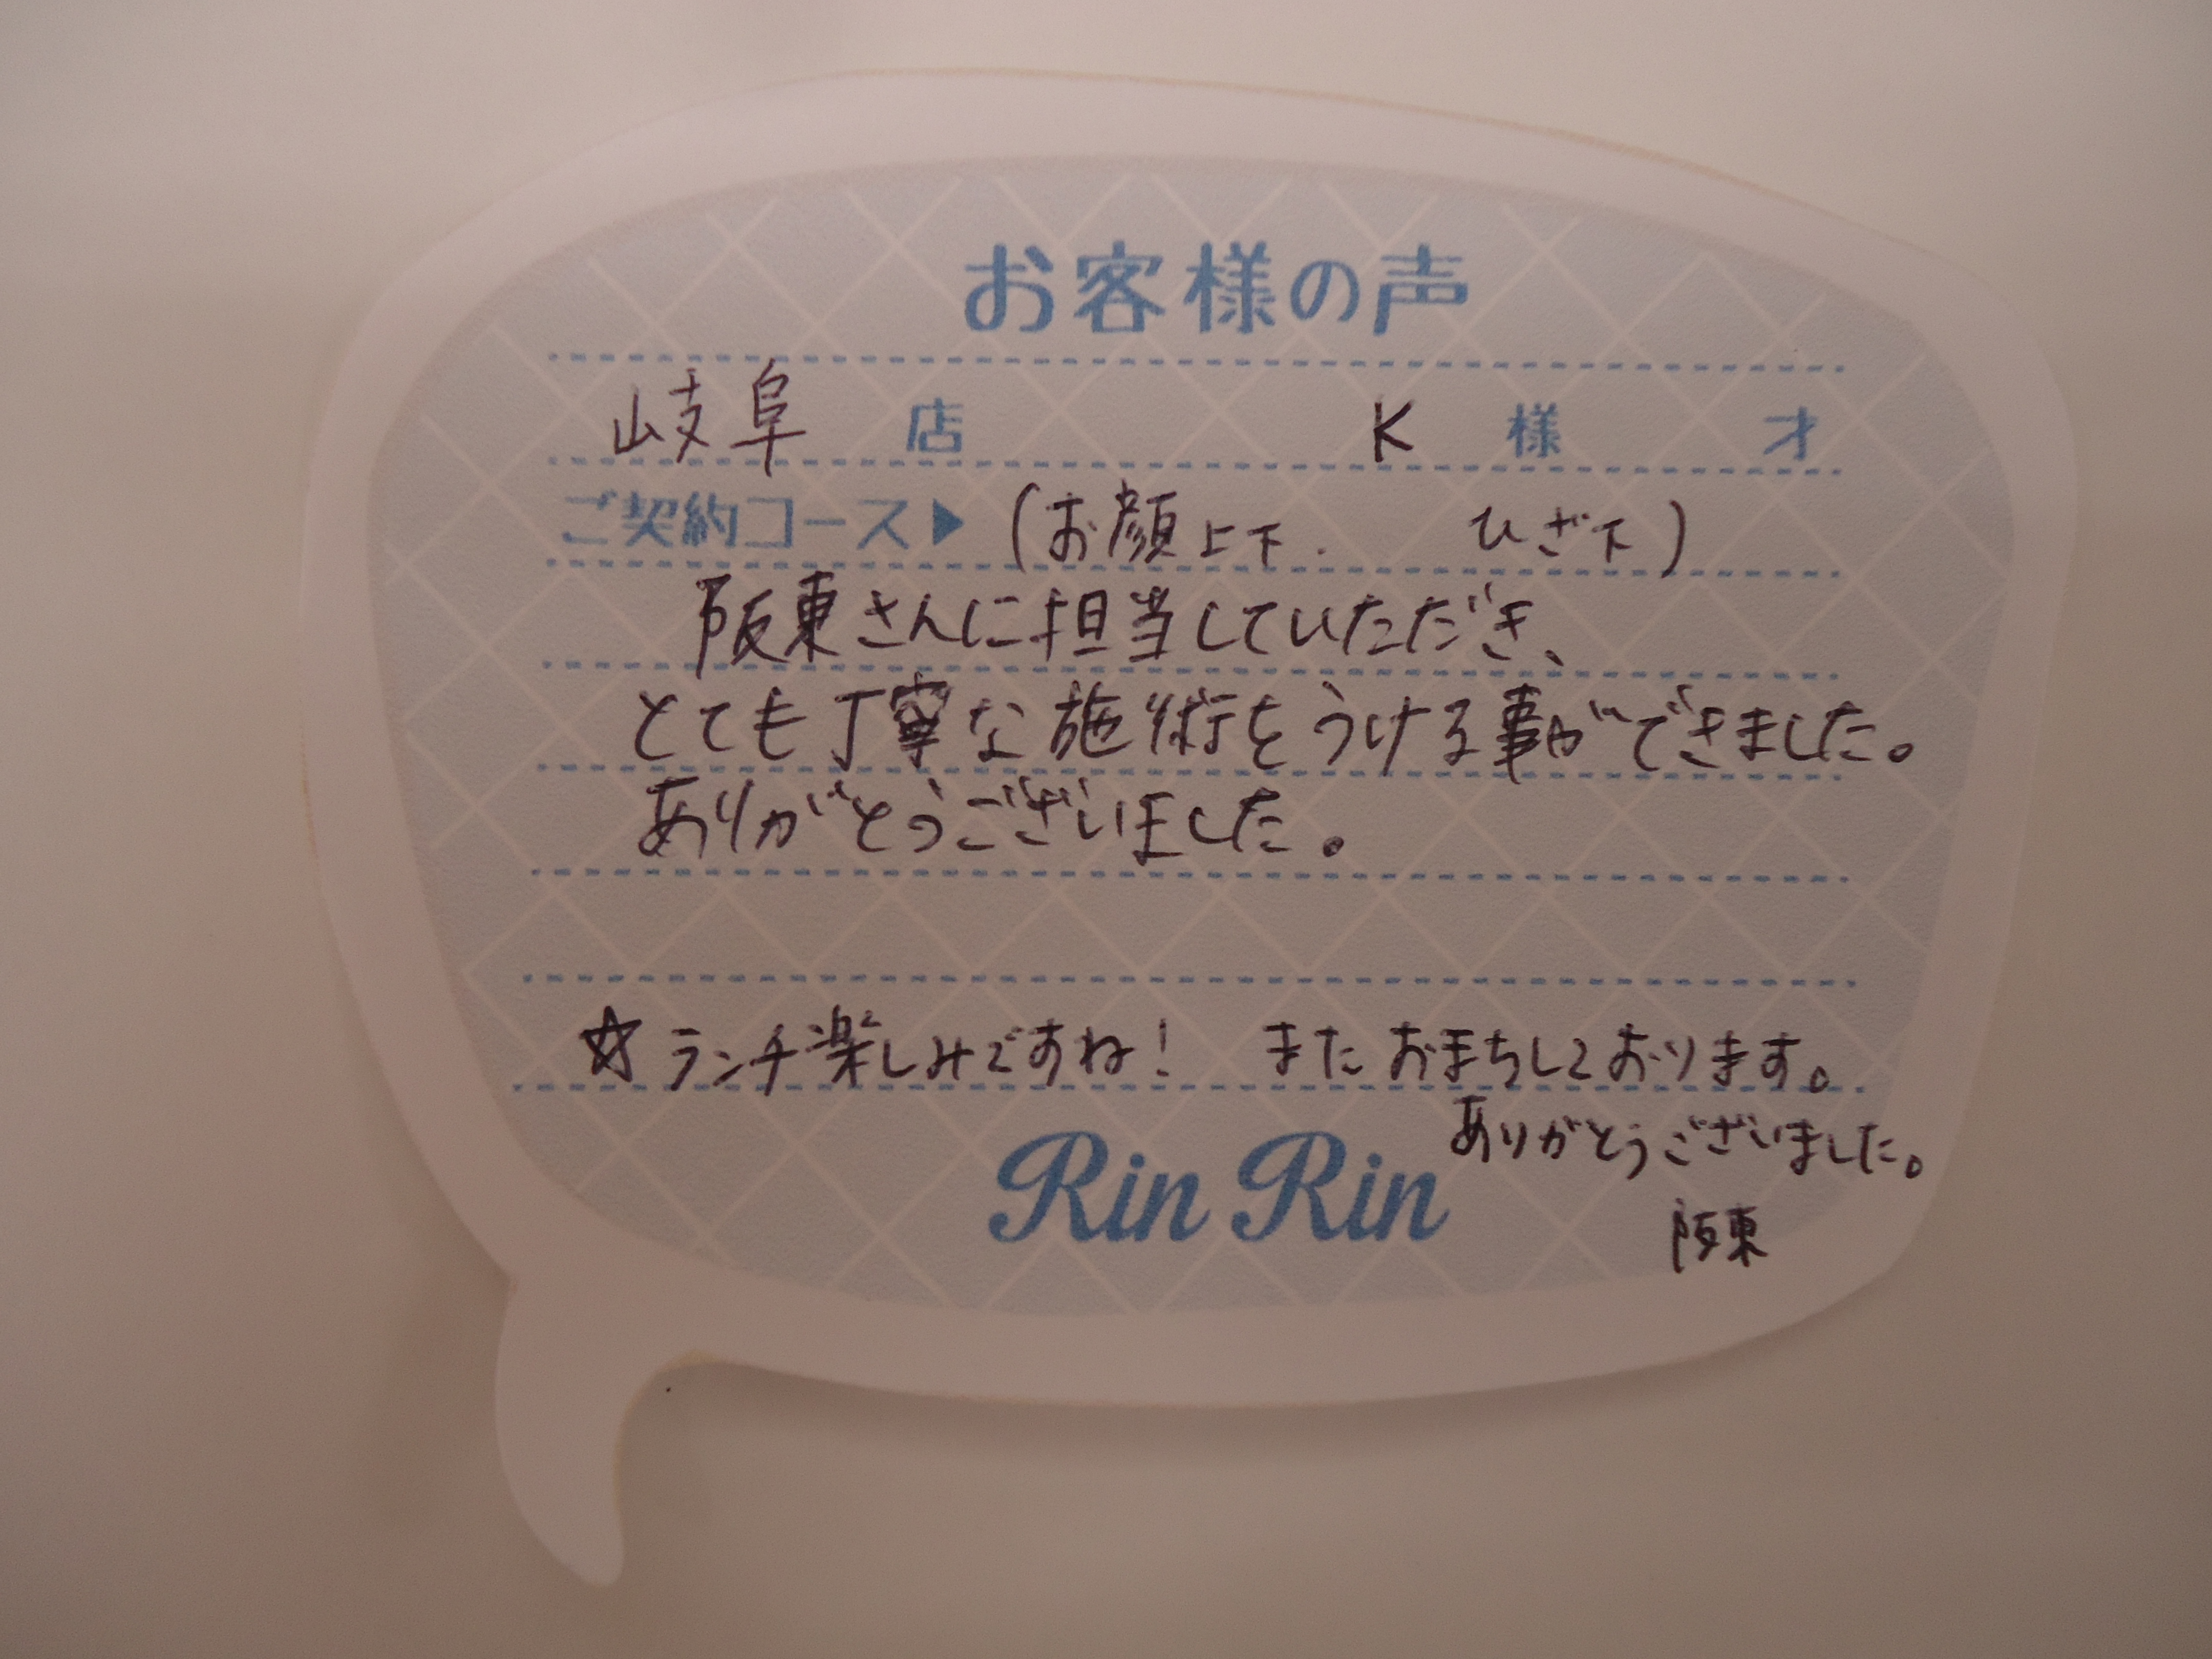 お客様の声
岐阜 店 K 様 才
ご契約コース▶ (お顔上下. ひざ下)
阪東さんに担当していただき、
とても丁寧な施術をうける事ができました。
ありがとうございました。
☆ランチ楽しみですね! またおまちしております。
ありがとうございました。
Rin Rin
阪東